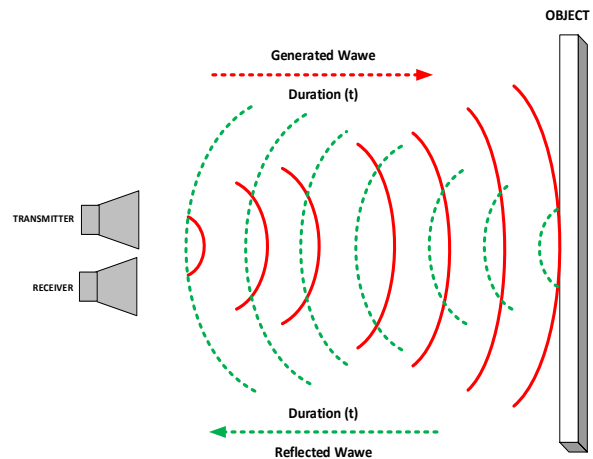 OBJECT
Generated Wawe
Duration (t)
TRANSMITTER
RECEIVER
Duration (t)
Reflected Wawe